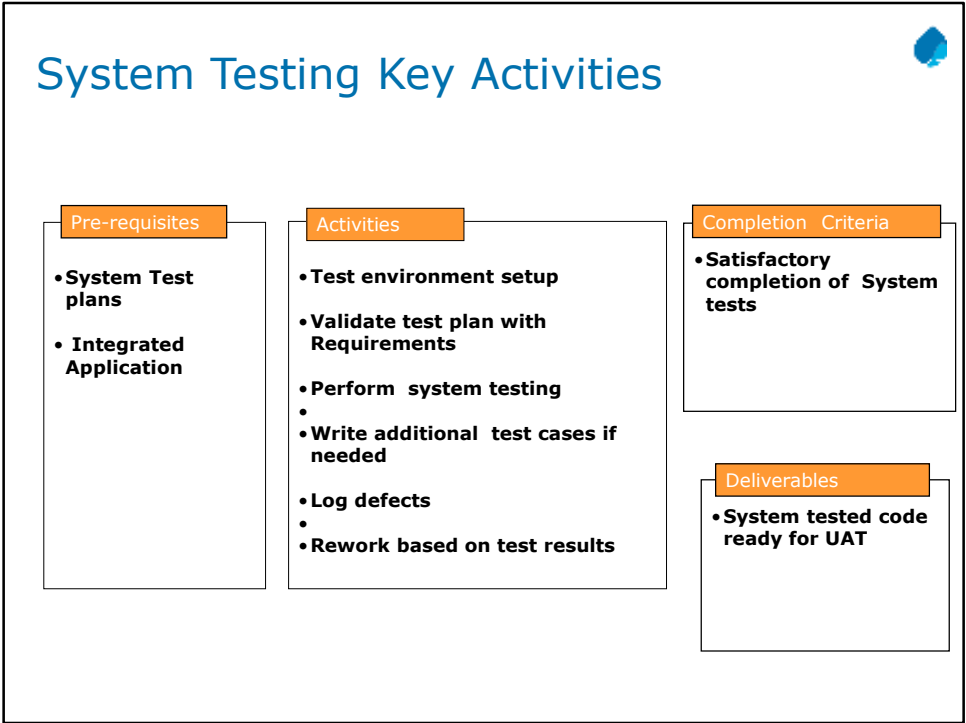 System Testing Key Activities
Pre-requisites
•System Test
plans
• Integrated
Application
Activities
•Test environment setup
•Validate test plan with
Requirements
•Perform system testing
•
•Write additional test cases if
needed
•Log defects
•
•Rework based on test results
Completion Criteria
•Satisfactory
completion of System
tests
Deliverables
•System tested code
ready for UAT